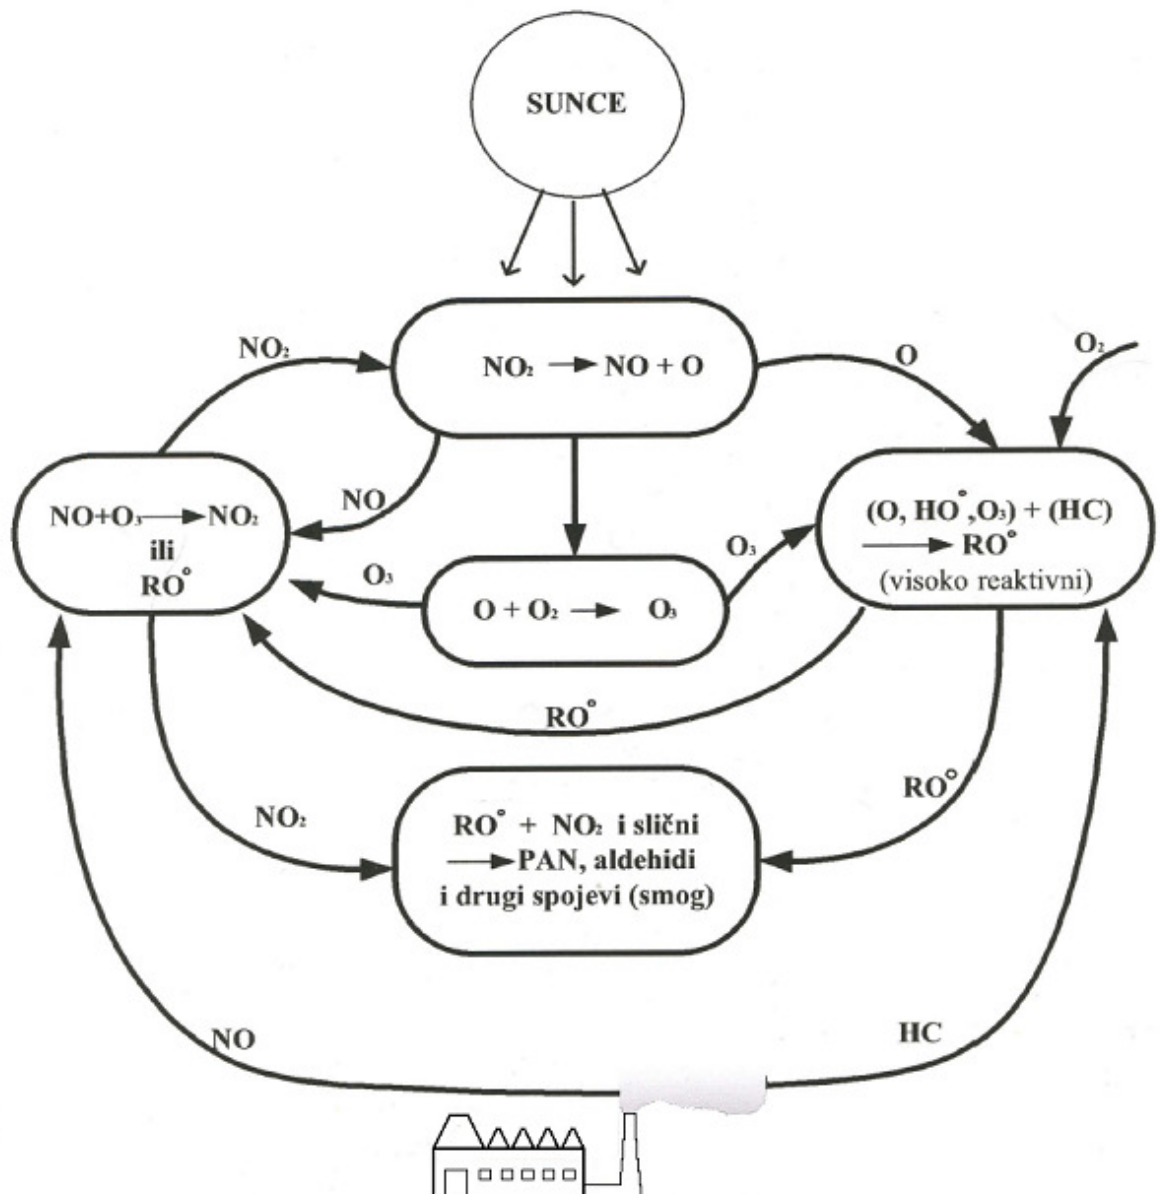 SUNCE
NO₂
NO₂ → NO + O
O
O₂
NO+O₃ → NO₂
ili
RO°
NO
O₃
O + O₂ → O₃
O₃
(O, HO°, O₃) + (HC)
→ RO°
(visoko reaktivni)
RO°
NO₂
RO° + NO₂ i slični
→ PAN, aldehidi
i drugi spojevi (smog)
RO°
NO
HC